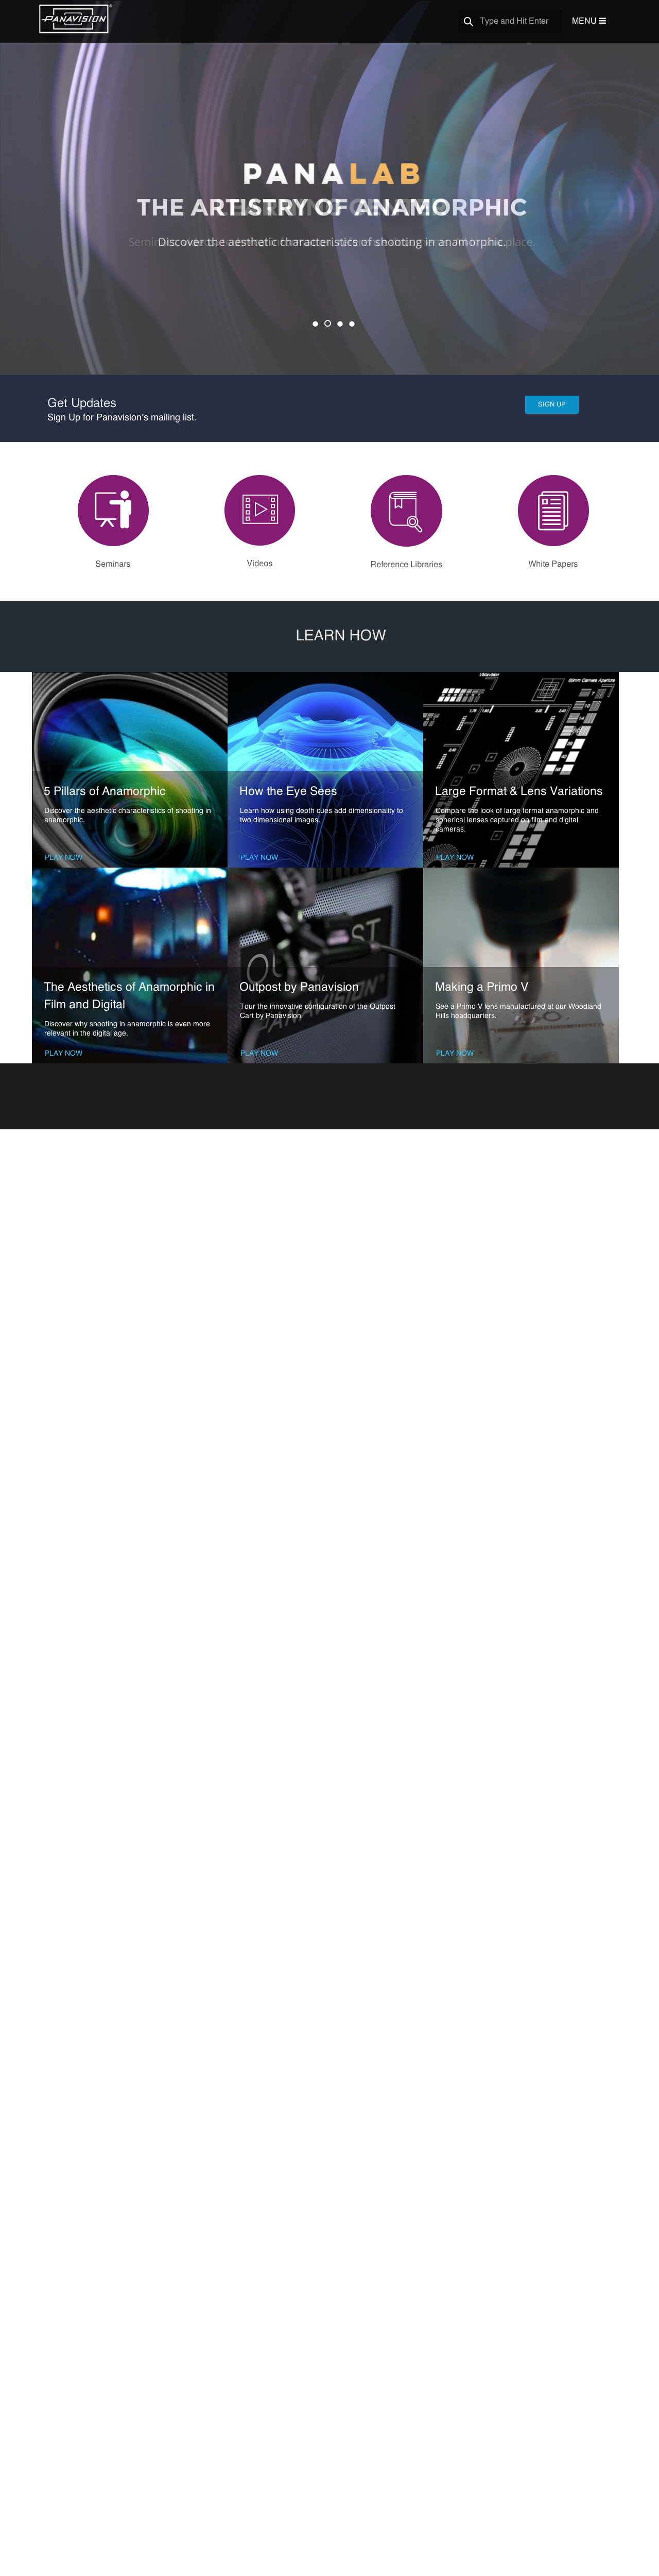 PANAVISION
Type and Hit Enter
MENU
PANALAB
THE ARTISTRY OF ANAMORPHIC
Discover the aesthetic characteristics of shooting in anamorphic.
Get Updates
Sign Up for Panavision's mailing list.
SIGN UP
Seminars
Videos
Reference Libraries
White Papers
LEARN HOW
5 Pillars of Anamorphic
Discover the aesthetic characteristics of shooting in
anamorphic.
PLAY NOW
How the Eye Sees
Learn how using depth cues add dimensionality to
two dimensional images.
PLAY NOW
Large Format & Lens Variations
Compare the look of large format anamorphic and
spherical lenses captured on film and digital
cameras.
PLAY NOW
The Aesthetics of Anamorphic in
Film and Digital
Discover why shooting in anamorphic is even more
relevant in the digital age.
PLAY NOW
Outpost by Panavision
Tour the innovative configuration of the Outpost
Cart by Panavision
PLAY NOW
Making a Primo V
See a Primo V lens manufactured at our Woodland
Hills headquarters.
PLAY NOW